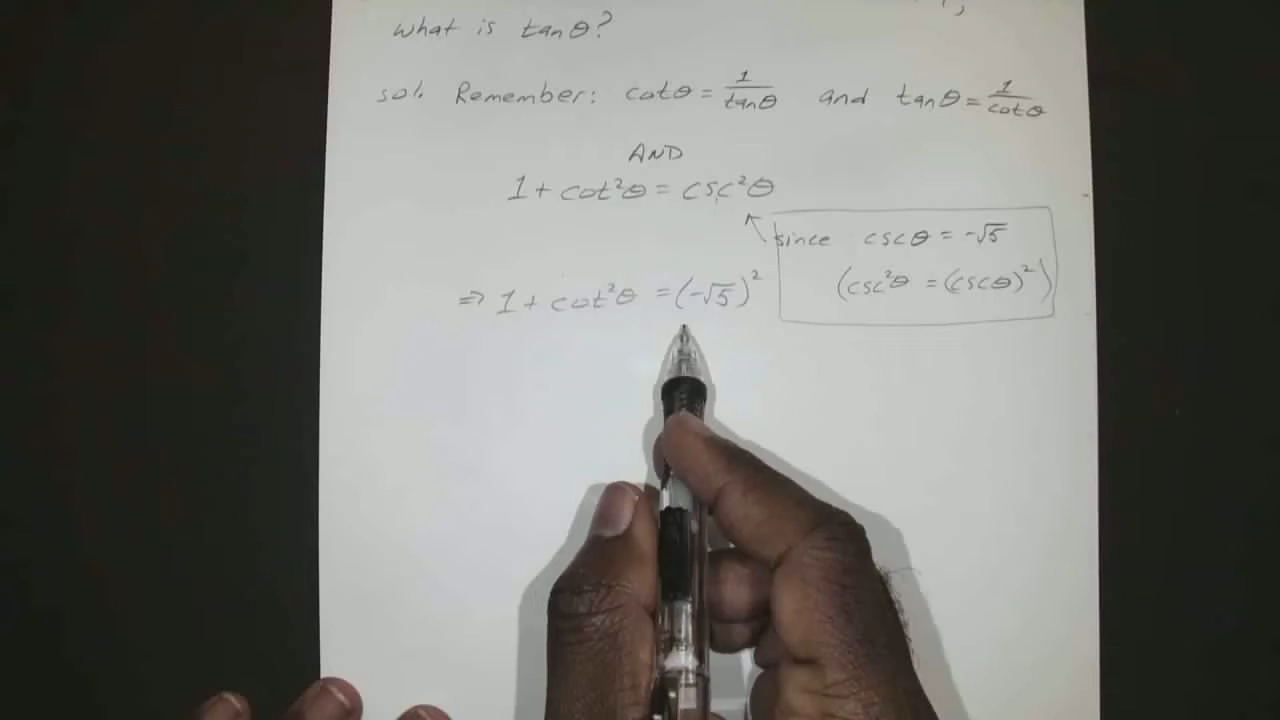 what is tanθ?
sol. Remember: cotθ = 1/tanθ and tanθ = 1/cotθ
AND
1 + cot²θ = csc²θ
since cscθ = -√5
(csc²θ = (cscθ)²)
⇒ 1 + cot²θ = (-√5)²